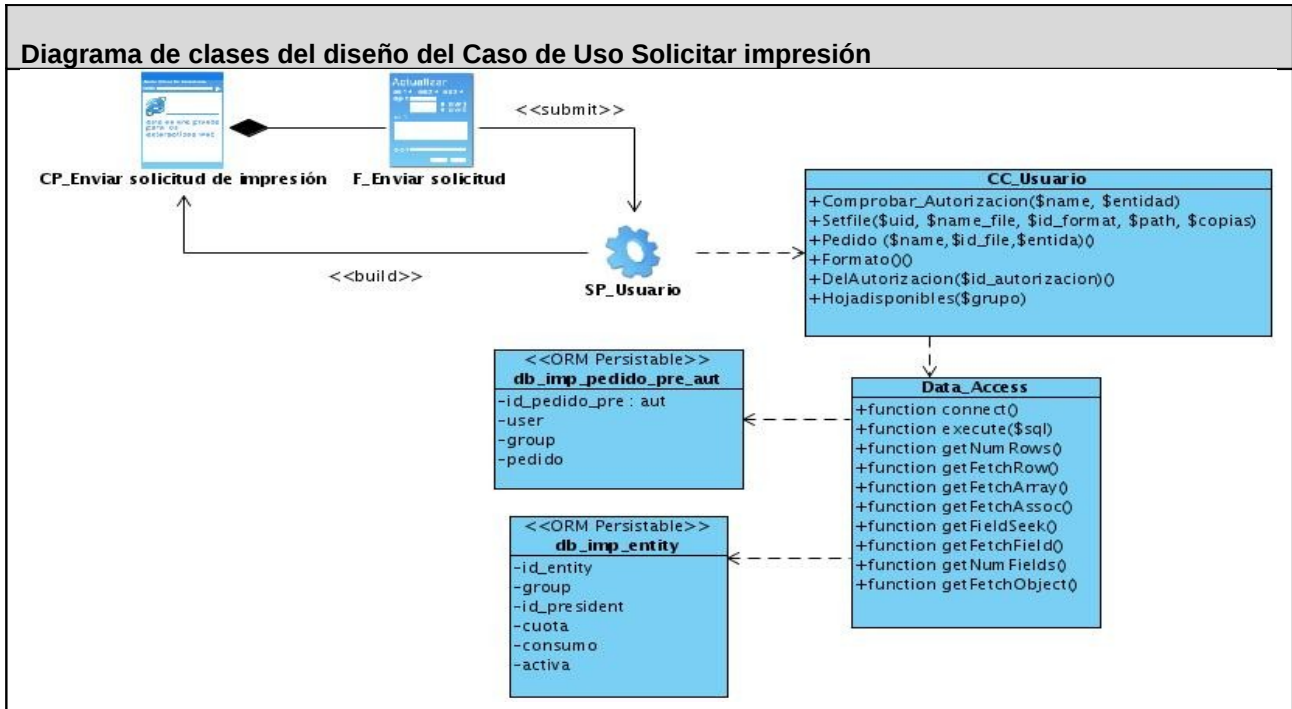 Diagrama de clases del diseño del Caso de Uso Solicitar impresión
Actualizar
<<submit>>
CP_Enviar solicitud de impresión
F_Enviar solicitud
<<build>>
SP_Usuario
CC_Usuario
+Comprobar_Autorizacion($name, $entidad)
+Setfile($uid, $name_file, $id_format, $path, $copias)
+Pedido ($name,$id_file,$entida)()
+Formato()()
+DelAutorizacion($id_autorizacion)()
+Hojadisponibles($grupo)
<<ORM Persistable>>
db_imp_pedido_pre_aut
-id_pedido_pre : aut
-user
-group
-pedido
Data_Access
+function connect()
+function execute($sql)
+function getNumRows()
+function getFetchRow()
+function getFetchArray()
+function getFetchAssoc()
+function getFieldSeek()
+function getFetchField()
+function getNumFields()
+function getFetchObject()
<<ORM Persistable>>
db_imp_entity
-id_entity
-group
-id_president
-cuota
-consumo
-activa